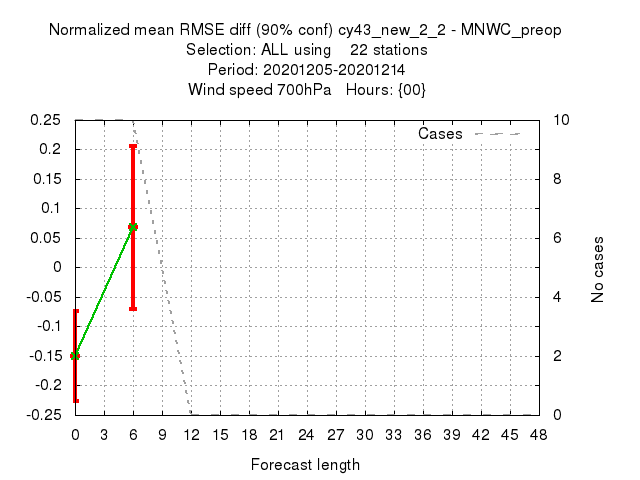 Normalized mean RMSE diff (90% conf) cy43_new_2_2 - MNWC_preop
Selection: ALL using 22 stations
Period: 20201205-20201214
Wind speed 700hPa Hours: {00}
Cases
0.25
0.2
0.15
0.1
0.05
0
-0.05
-0.1
-0.15
-0.2
-0.25
10
8
6
4
2
0
No cases
0 3 6 9 12 15 18 21 24 27 30 33 36 39 42 45 48
Forecast length